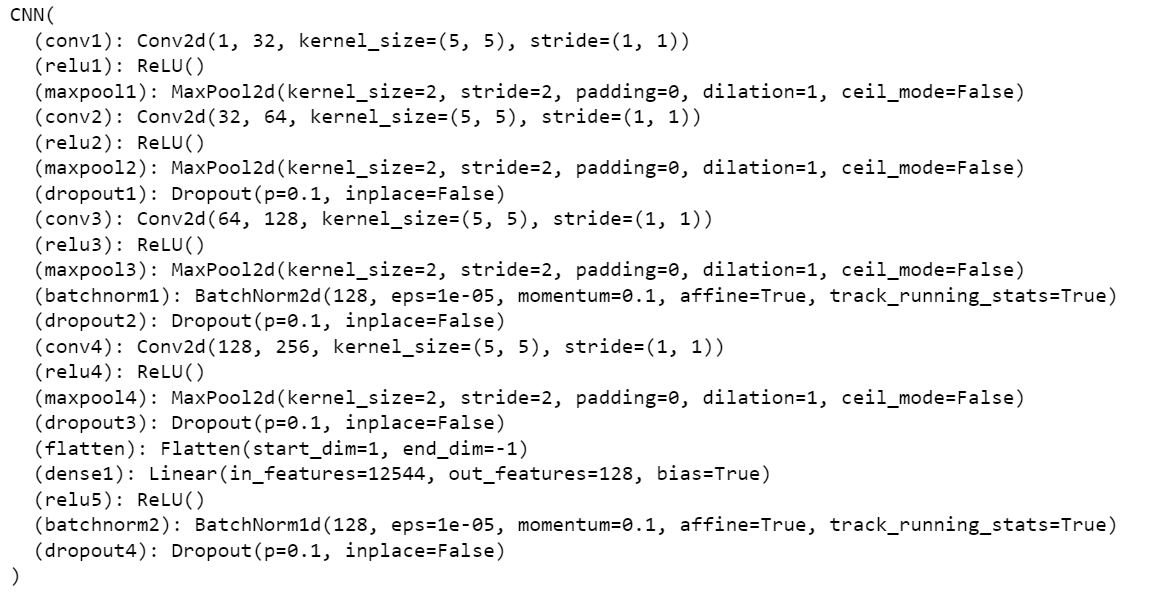 CNN(
  (conv1): Conv2d(1, 32, kernel_size=(5, 5), stride=(1, 1))
  (relu1): ReLU()
  (maxpool1): MaxPool2d(kernel_size=2, stride=2, padding=0, dilation=1, ceil_mode=False)
  (conv2): Conv2d(32, 64, kernel_size=(5, 5), stride=(1, 1))
  (relu2): ReLU()
  (maxpool2): MaxPool2d(kernel_size=2, stride=2, padding=0, dilation=1, ceil_mode=False)
  (dropout1): Dropout(p=0.1, inplace=False)
  (conv3): Conv2d(64, 128, kernel_size=(5, 5), stride=(1, 1))
  (relu3): ReLU()
  (maxpool3): MaxPool2d(kernel_size=2, stride=2, padding=0, dilation=1, ceil_mode=False)
  (batchnorm1): BatchNorm2d(128, eps=1e-05, momentum=0.1, affine=True, track_running_stats=True)
  (dropout2): Dropout(p=0.1, inplace=False)
  (conv4): Conv2d(128, 256, kernel_size=(5, 5), stride=(1, 1))
  (relu4): ReLU()
  (maxpool4): MaxPool2d(kernel_size=2, stride=2, padding=0, dilation=1, ceil_mode=False)
  (dropout3): Dropout(p=0.1, inplace=False)
  (flatten): Flatten(start_dim=1, end_dim=-1)
  (dense1): Linear(in_features=12544, out_features=128, bias=True)
  (relu5): ReLU()
  (batchnorm2): BatchNorm1d(128, eps=1e-05, momentum=0.1, affine=True, track_running_stats=True)
  (dropout4): Dropout(p=0.1, inplace=False)
)